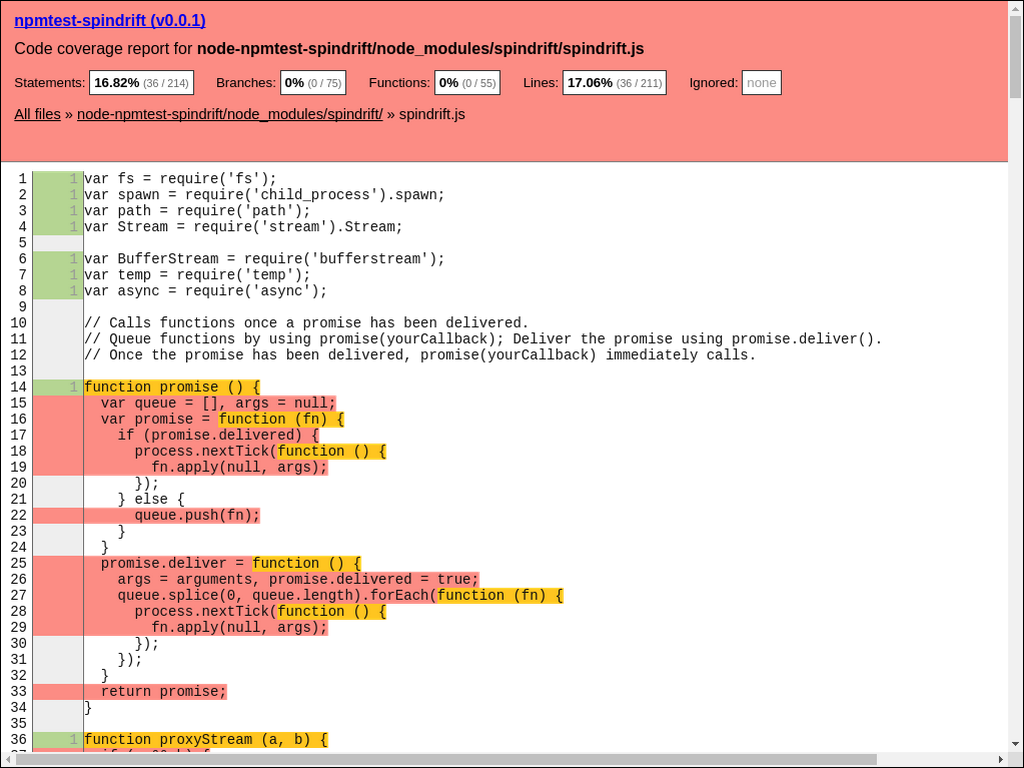 npmtest-spindrift (v0.0.1)
Code coverage report for node-npmtest-spindrift/node_modules/spindrift/spindrift.js
Statements: 16.82% (36 / 214) Branches: 0% (0 / 75) Functions: 0% (0 / 55) Lines: 17.06% (36 / 211) Ignored: none
All files » node-npmtest-spindrift/node_modules/spindrift/ » spindrift.js
1 1 var fs = require('fs');
2 1 var spawn = require('child_process').spawn;
3 1 var path = require('path');
4 1 var Stream = require('stream').Stream;
5
6 1 var BufferStream = require('bufferstream');
7 1 var temp = require('temp');
8 1 var async = require('async');
9
10 // Calls functions once a promise has been delivered.
11 // Queue functions by using promise(yourCallback); Deliver the promise using promise.deliver().
12 // Once the promise has been delivered, promise(yourCallback) immediately calls.
13
14 1 function promise () {
15   var queue = [], args = null;
16   var promise = function (fn) {
17     if (promise.delivered) {
18       process.nextTick(function () {
19         fn.apply(null, args);
20       });
21     } else {
22       queue.push(fn);
23     }
24   }
25   promise.deliver = function () {
26     args = arguments, promise.delivered = true;
27     queue.splice(0, queue.length).forEach(function (fn) {
28       process.nextTick(function () {
29         fn.apply(null, args);
30       });
31     });
32   }
33   return promise;
34 }
35
36 1 function proxyStream (a, b) {